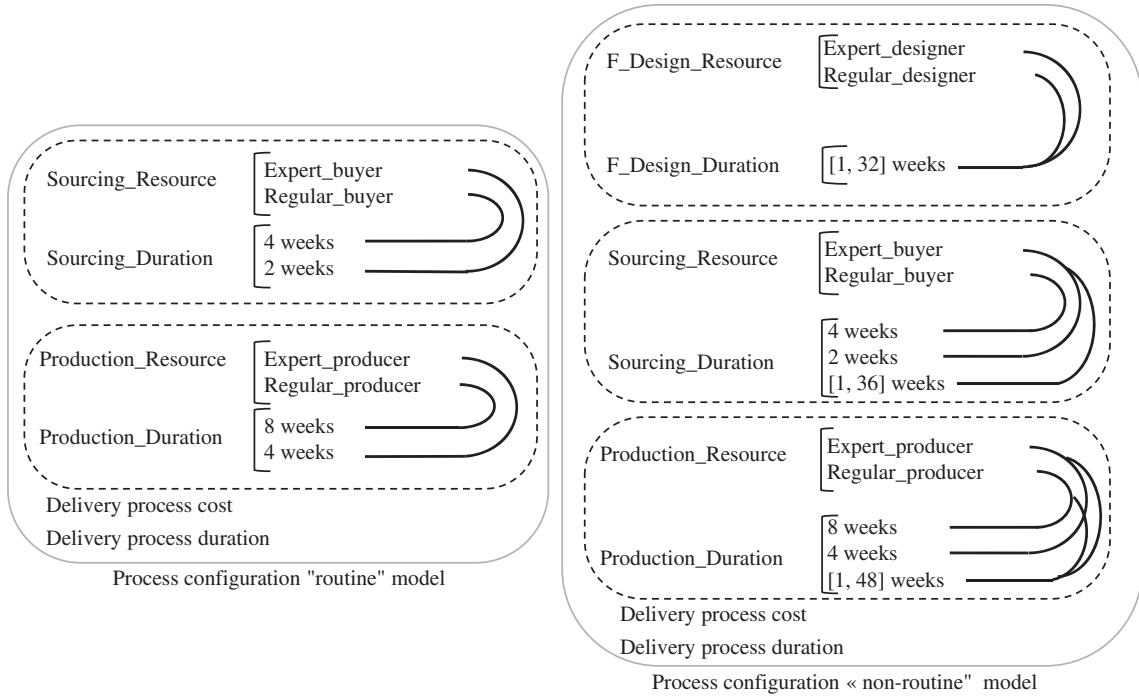 Sourcing_Resource
Expert_buyer
Regular_buyer
Sourcing_Duration
4 weeks
2 weeks
Production_Resource
Expert_producer
Regular_producer
Production_Duration
8 weeks
4 weeks
Delivery process cost
Delivery process duration
Process configuration "routine" model
F_Design_Resource
Expert_designer
Regular_designer
F_Design_Duration
[1, 32] weeks
Sourcing_Resource
Expert_buyer
Regular_buyer
Sourcing_Duration
4 weeks
2 weeks
[1, 36] weeks
Production_Resource
Expert_producer
Regular_producer
Production_Duration
8 weeks
4 weeks
[1, 48] weeks
Delivery process cost
Delivery process duration
Process configuration « non-routine" model